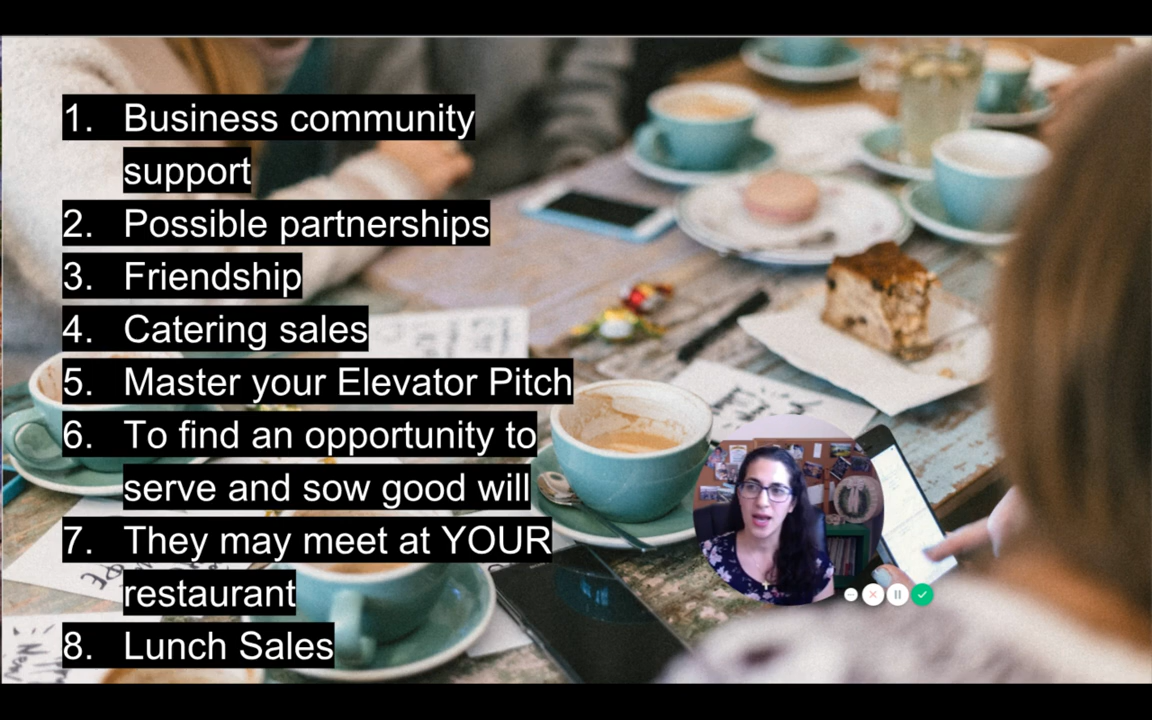 1. Business community
support
2. Possible partnerships
3. Friendship
4. Catering sales
5. Master your Elevator Pitch
6. To find an opportunity to
serve and sow good will
7. They may meet at YOUR
restaurant
8. Lunch Sales